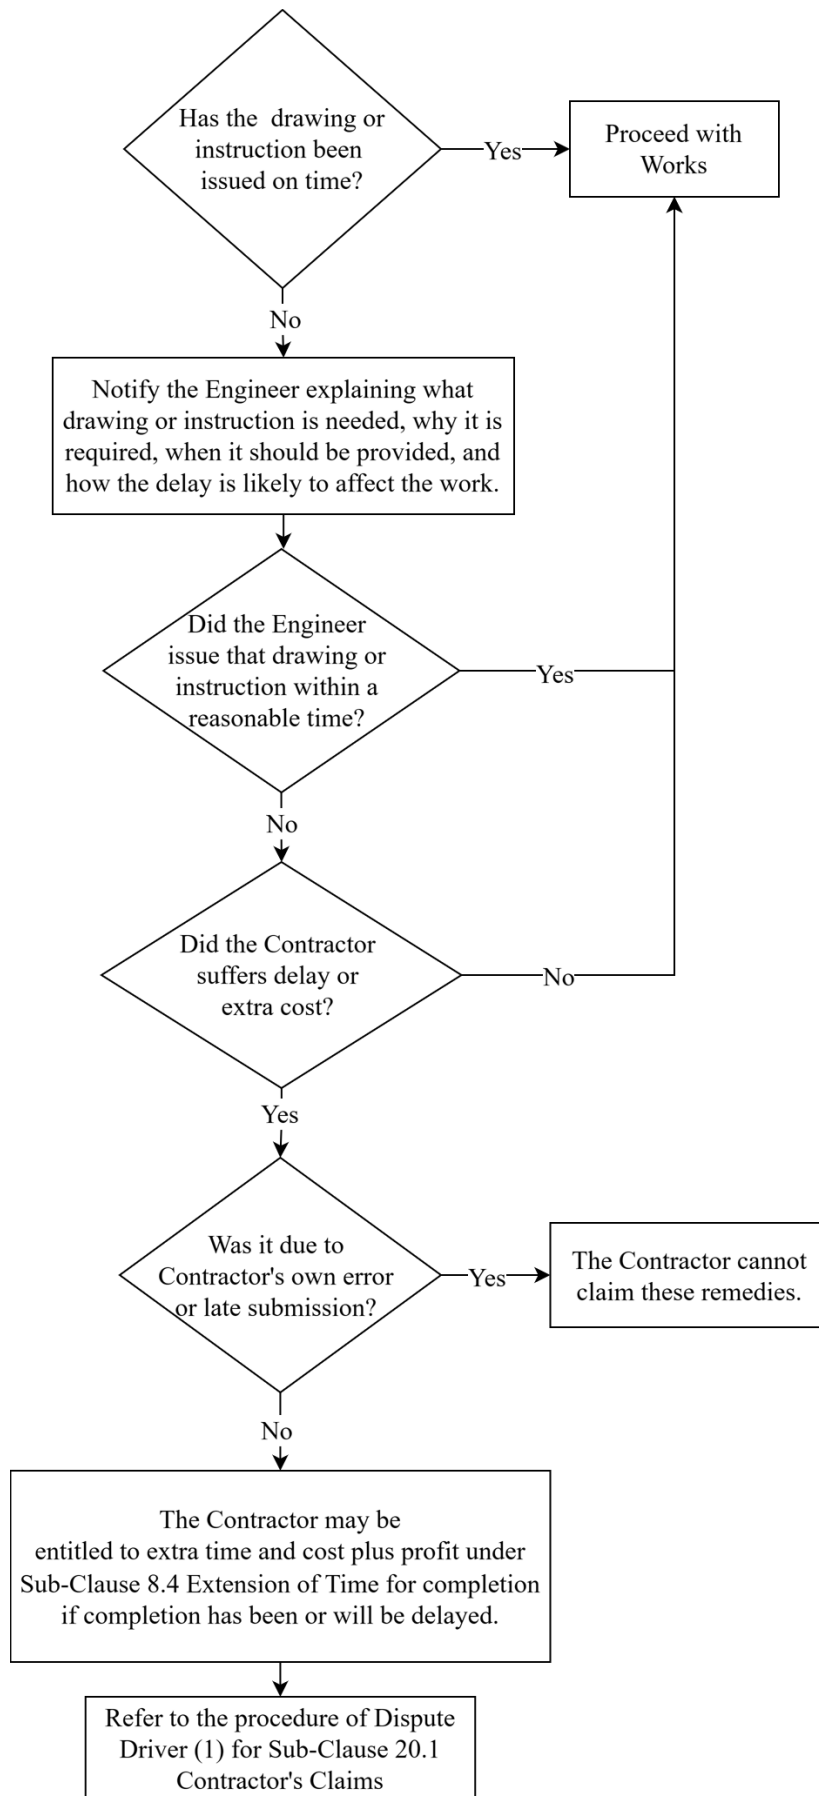 Has the drawing or
instruction been
issued on time?
Yes
Proceed with
Works
No
Notify the Engineer explaining what
drawing or instruction is needed, why it is
required, when it should be provided, and
how the delay is likely to affect the work.
Did the Engineer
issue that drawing or
instruction within a
reasonable time?
Yes
No
Did the Contractor
suffers delay or
extra cost?
No
Yes
Was it due to
Contractor's own error
or late submission?
Yes
The Contractor cannot
claim these remedies.
No
The Contractor may be
entitled to extra time and cost plus profit under
Sub-Clause 8.4 Extension of Time for completion
if completion has been or will be delayed.
Refer to the procedure of Dispute
Driver (1) for Sub-Clause 20.1
Contractor's Claims